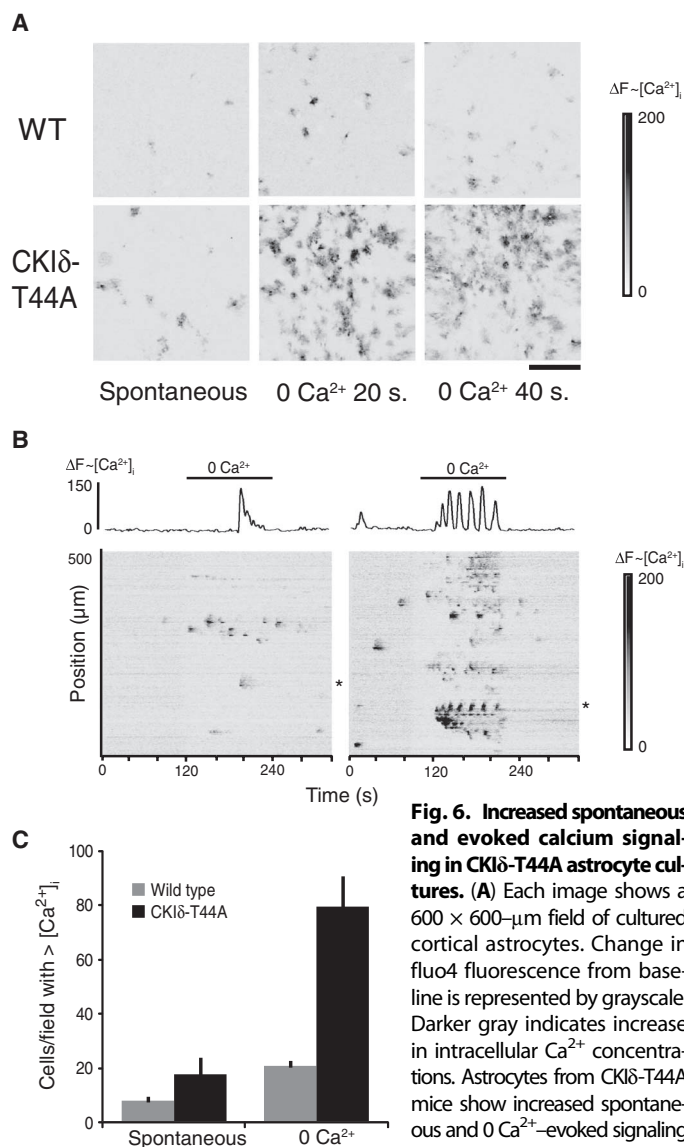 A
WT
CKIδ-
T44A
Spontaneous 0 Ca²⁺ 20 s. 0 Ca²⁺ 40 s.
ΔF~[Ca²⁺]ᵢ
200
0
B
ΔF~[Ca²⁺]ᵢ 0 Ca²⁺ 0 Ca²⁺
150
0
500
Position (µm)
*
*
ΔF~[Ca²⁺]ᵢ
200
0
0 120 240 0 120 240
Time (s)
C
Cells/field with > [Ca²⁺]ᵢ
100
80
60
40
20
0
Wild type
CKIδ-T44A
Spontaneous 0 Ca²⁺
Fig. 6. Increased spontaneous
and evoked calcium signal-
ing in CKIδ-T44A astrocyte cul-
tures. (A) Each image shows a
600 × 600–µm field of cultured
cortical astrocytes. Change in
fluo4 fluorescence from base-
line is represented by grayscale.
Darker gray indicates increase
in intracellular Ca²⁺ concentra-
tions. Astrocytes from CKIδ-T44A
mice show increased spontane-
ous and 0 Ca²⁺–evoked signaling